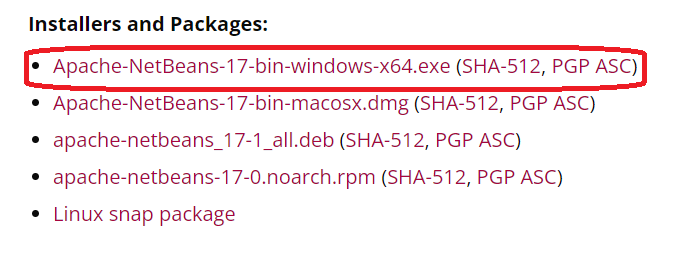 Installers and Packages:
Apache-NetBeans-17-bin-windows-x64.exe (SHA-512, PGP ASC)
Apache-NetBeans-17-bin-macosx.dmg (SHA-512, PGP ASC)
apache-netbeans_17-1_all.deb (SHA-512, PGP ASC)
apache-netbeans-17-0.noarch.rpm (SHA-512, PGP ASC)
Linux snap package